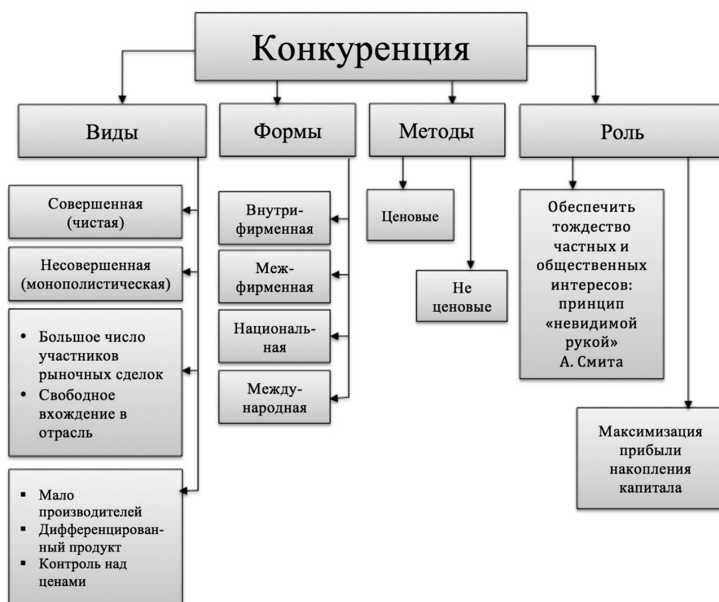 Конкуренция
Виды
Формы
Методы
Роль
Совершенная
(чистая)
Несовершенная
(монополистическая)
• Большое число
участников
рыночных сделок
• Свободное
вхождение в
отрасль
▪ Мало
производителей
▪ Дифференцирован-
ный продукт
▪ Контроль над
ценами
Внутри-
фирменная
Меж-
фирменная
Националь-
ная
Между-
народная
Ценовые
Не
ценовые
Обеспечить
тождество
частных и
общественных
интересов:
принцип
«невидимой
рукой»
А. Смита
Максимизация
прибыли
накопления
капитала